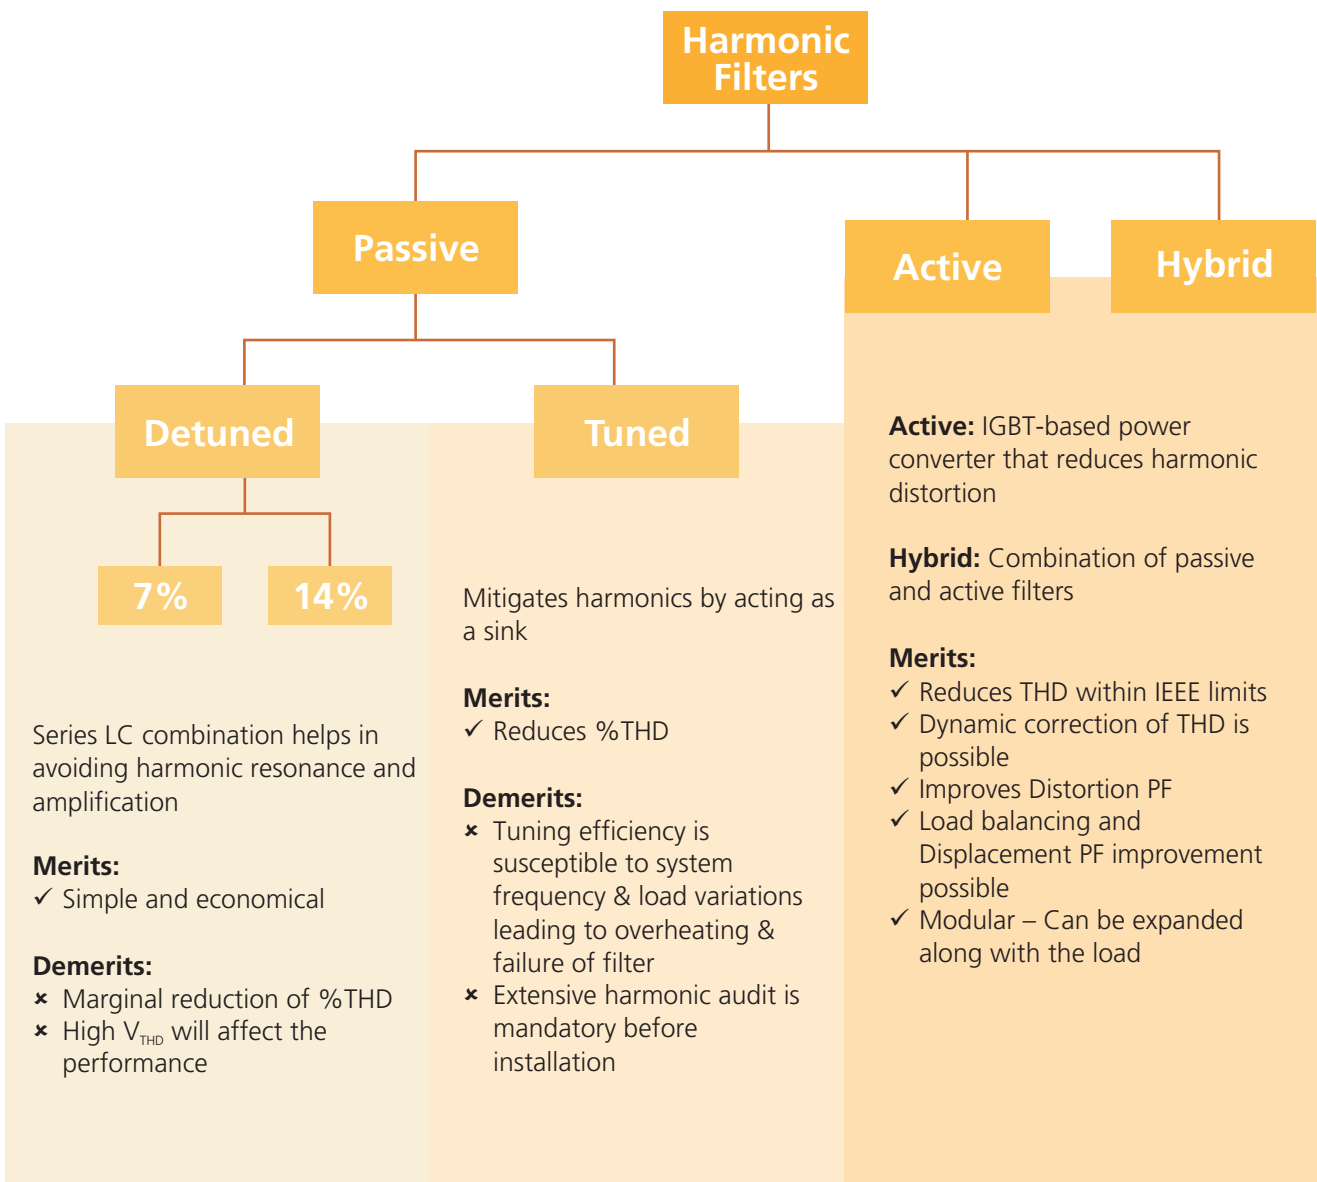 Harmonic
Filters
Passive
Active
Hybrid
Detuned
Tuned
7%
14%
Series LC combination helps in
avoiding harmonic resonance and
amplification
Merits:
✓ Simple and economical
Demerits:
× Marginal reduction of %THD
× High V_THD will affect the
performance
Mitigates harmonics by acting as
a sink
Merits:
✓ Reduces %THD
Demerits:
× Tuning efficiency is
susceptible to system
frequency & load variations
leading to overheating &
failure of filter
× Extensive harmonic audit is
mandatory before
installation
Active: IGBT-based power
converter that reduces harmonic
distortion
Hybrid: Combination of passive
and active filters
Merits:
✓ Reduces THD within IEEE limits
✓ Dynamic correction of THD is
possible
✓ Improves Distortion PF
✓ Load balancing and
Displacement PF improvement
possible
✓ Modular – Can be expanded
along with the load